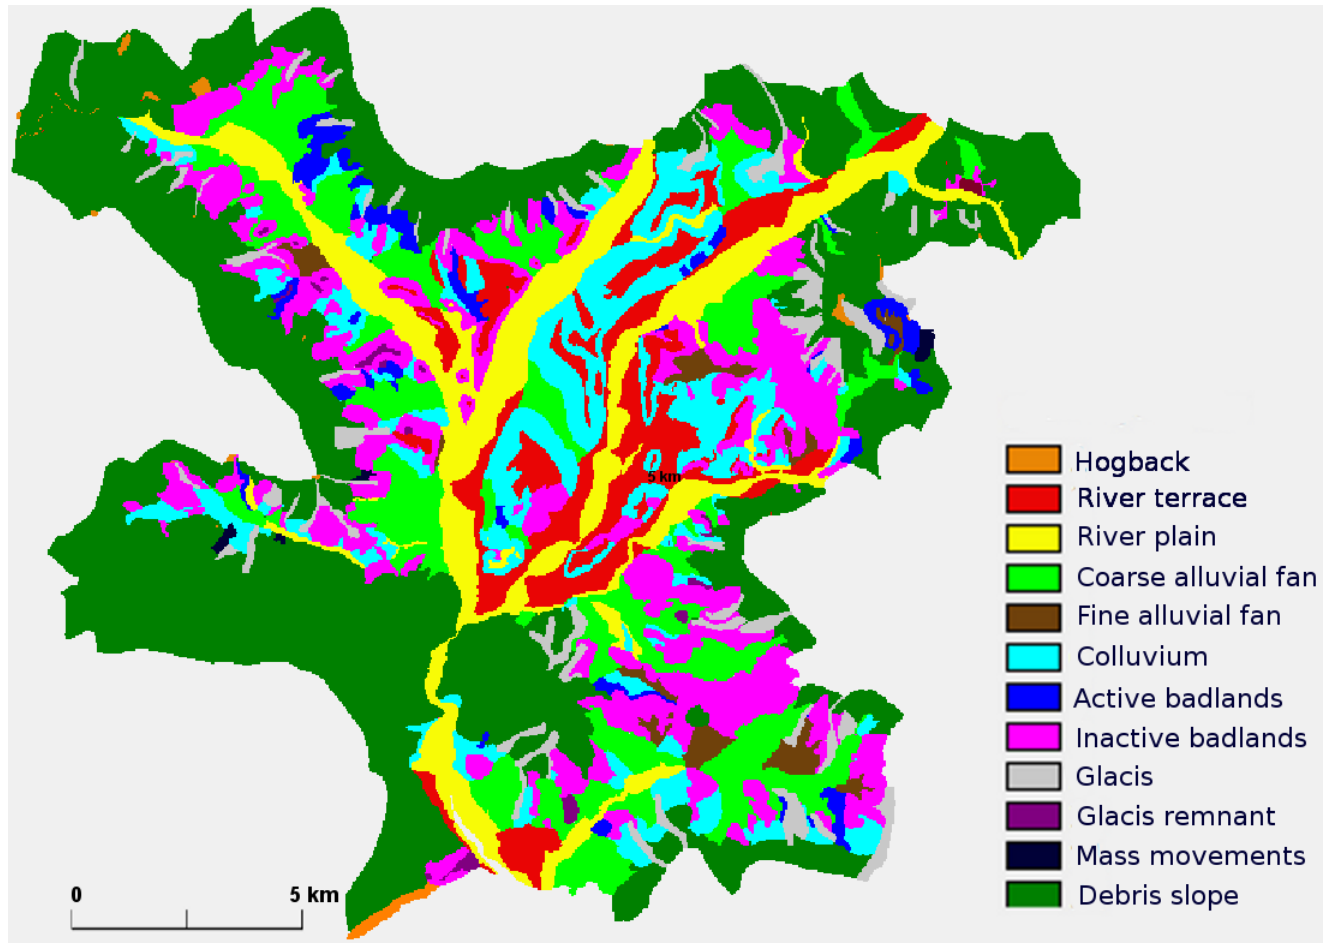 5 km
Hogback
River terrace
River plain
Coarse alluvial fan
Fine alluvial fan
Colluvium
Active badlands
Inactive badlands
Glacis
Glacis remnant
Mass movements
Debris slope
0 5 km